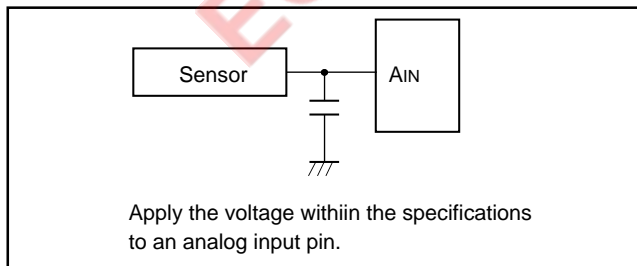 Sensor
AIN
Apply the voltage withiin the specifications
to an analog input pin.